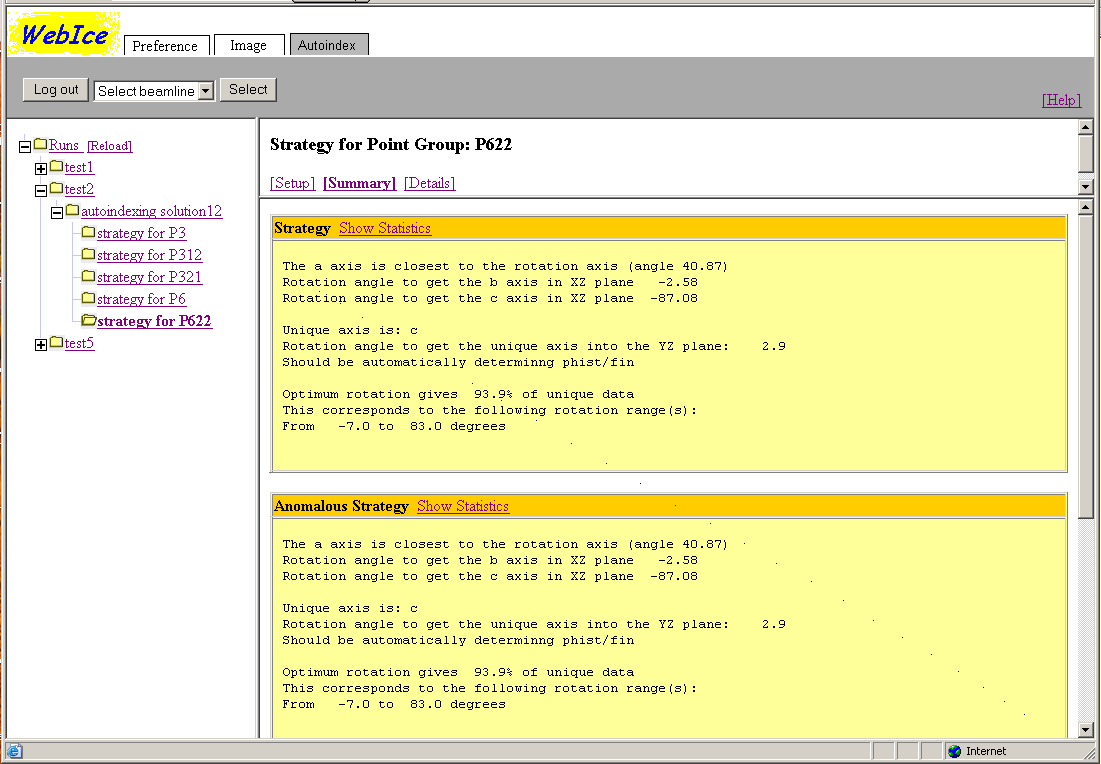 WebIce
Preference Image Autoindex
Log out Select beamline Select
[Help]
Runs [Reload]
test1
test2
autoindexing solution12
strategy for P3
strategy for P312
strategy for P321
strategy for P6
strategy for P622
test5
Strategy for Point Group: P622
[Setup] [Summary] [Details]
Strategy Show Statistics
The a axis is closest to the rotation axis (angle 40.87)
Rotation angle to get the b axis in XZ plane -2.58
Rotation angle to get the c axis in XZ plane -87.08
Unique axis is: c
Rotation angle to get the unique axis into the YZ plane: 2.9
Should be automatically determinng phist/fin
Optimum rotation gives 93.9% of unique data
This corresponds to the following rotation range(s):
From -7.0 to 83.0 degrees
Anomalous Strategy Show Statistics
The a axis is closest to the rotation axis (angle 40.87)
Rotation angle to get the b axis in XZ plane -2.58
Rotation angle to get the c axis in XZ plane -87.08
Unique axis is: c
Rotation angle to get the unique axis into the YZ plane: 2.9
Should be automatically determinng phist/fin
Optimum rotation gives 93.9% of unique data
This corresponds to the following rotation range(s):
From -7.0 to 83.0 degrees
Internet